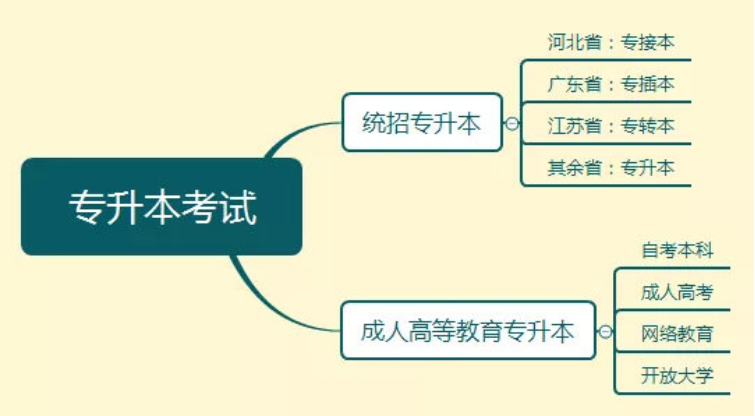 专升本考试
统招专升本
河北省：专接本
广东省：专插本
江苏省：专转本
其余省：专升本
成人高等教育专升本
自考本科
成人高考
网络教育
开放大学